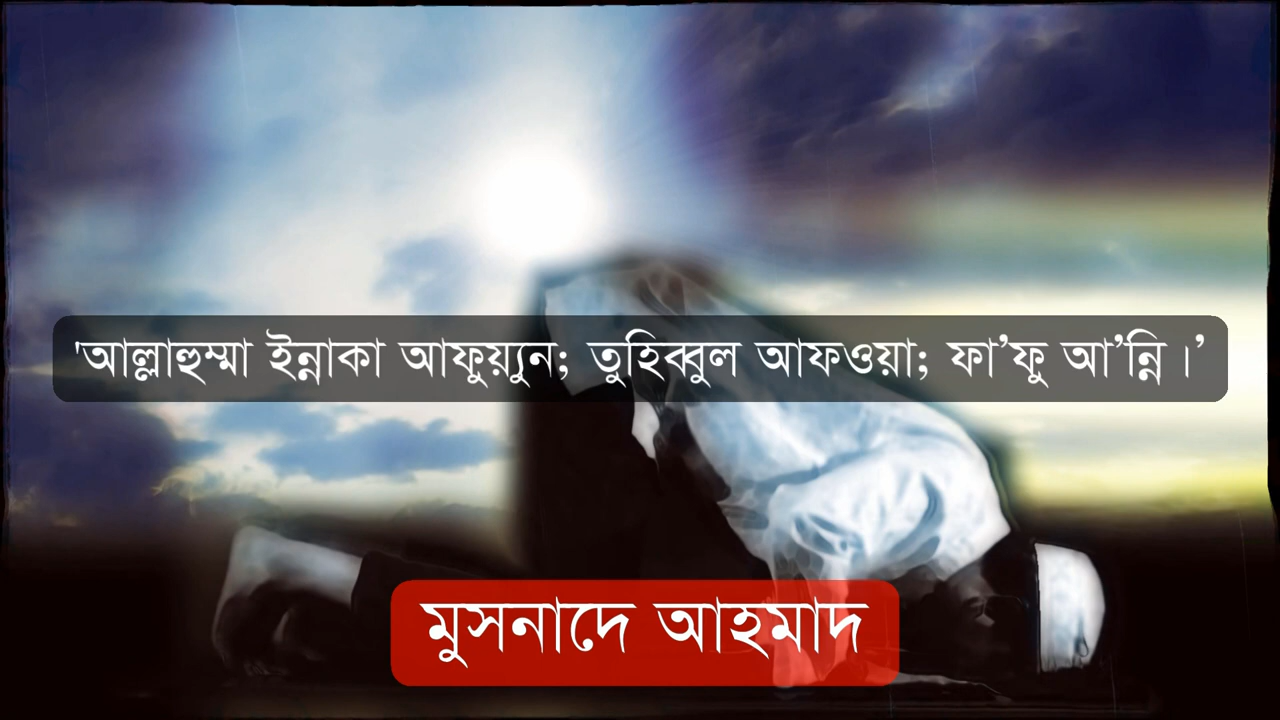 'আল্লাহুম্মা ইন্নাকা আফুয়্যুন; তুহিব্বুল আফওয়া; ফা’ফু আ’ন্নি।’
মুসনাদে আহমাদ